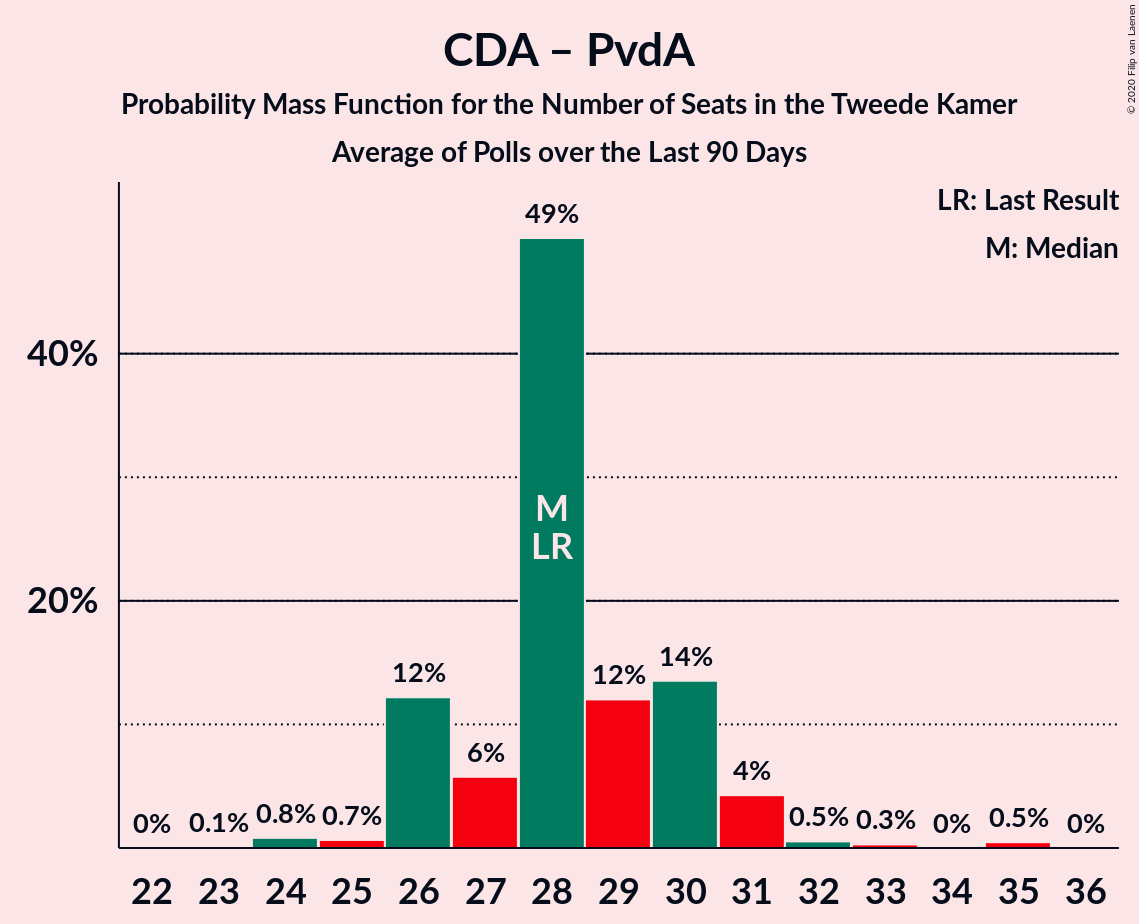 CDA – PvdA
Probability Mass Function for the Number of Seats in the Tweede Kamer
Average of Polls over the Last 90 Days
© 2020 Filip van Laenen
LR: Last Result
M: Median
40%
20%
0%
0.1%
0.8%
0.7%
12%
6%
49%
M
LR
12%
14%
4%
0.5%
0.3%
0%
0.5%
0%
22 23 24 25 26 27 28 29 30 31 32 33 34 35 36